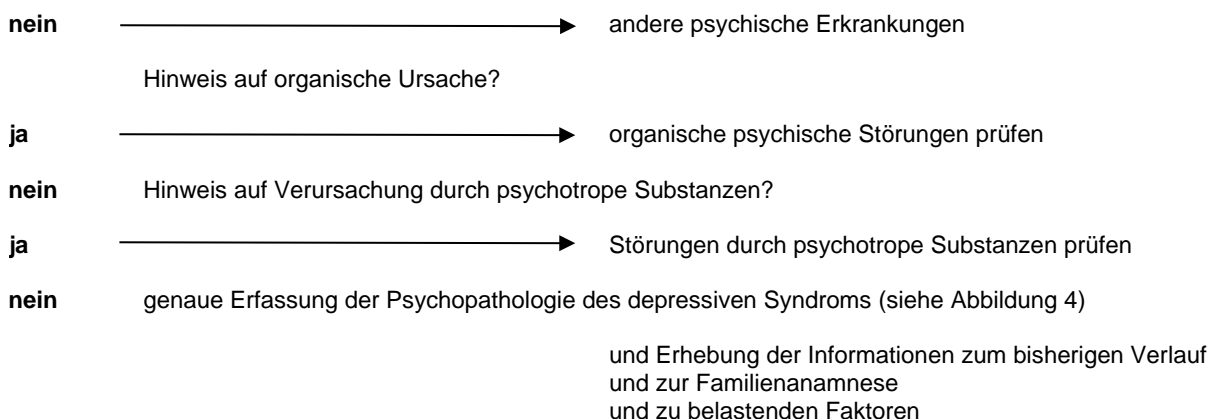 nein andere psychische Erkrankungen
Hinweis auf organische Ursache?
ja organische psychische Störungen prüfen
nein Hinweis auf Verursachung durch psychotrope Substanzen?
ja Störungen durch psychotrope Substanzen prüfen
nein genaue Erfassung der Psychopathologie des depressiven Syndroms (siehe Abbildung 4)
und Erhebung der Informationen zum bisherigen Verlauf
und zur Familienanamnese
und zu belastenden Faktoren